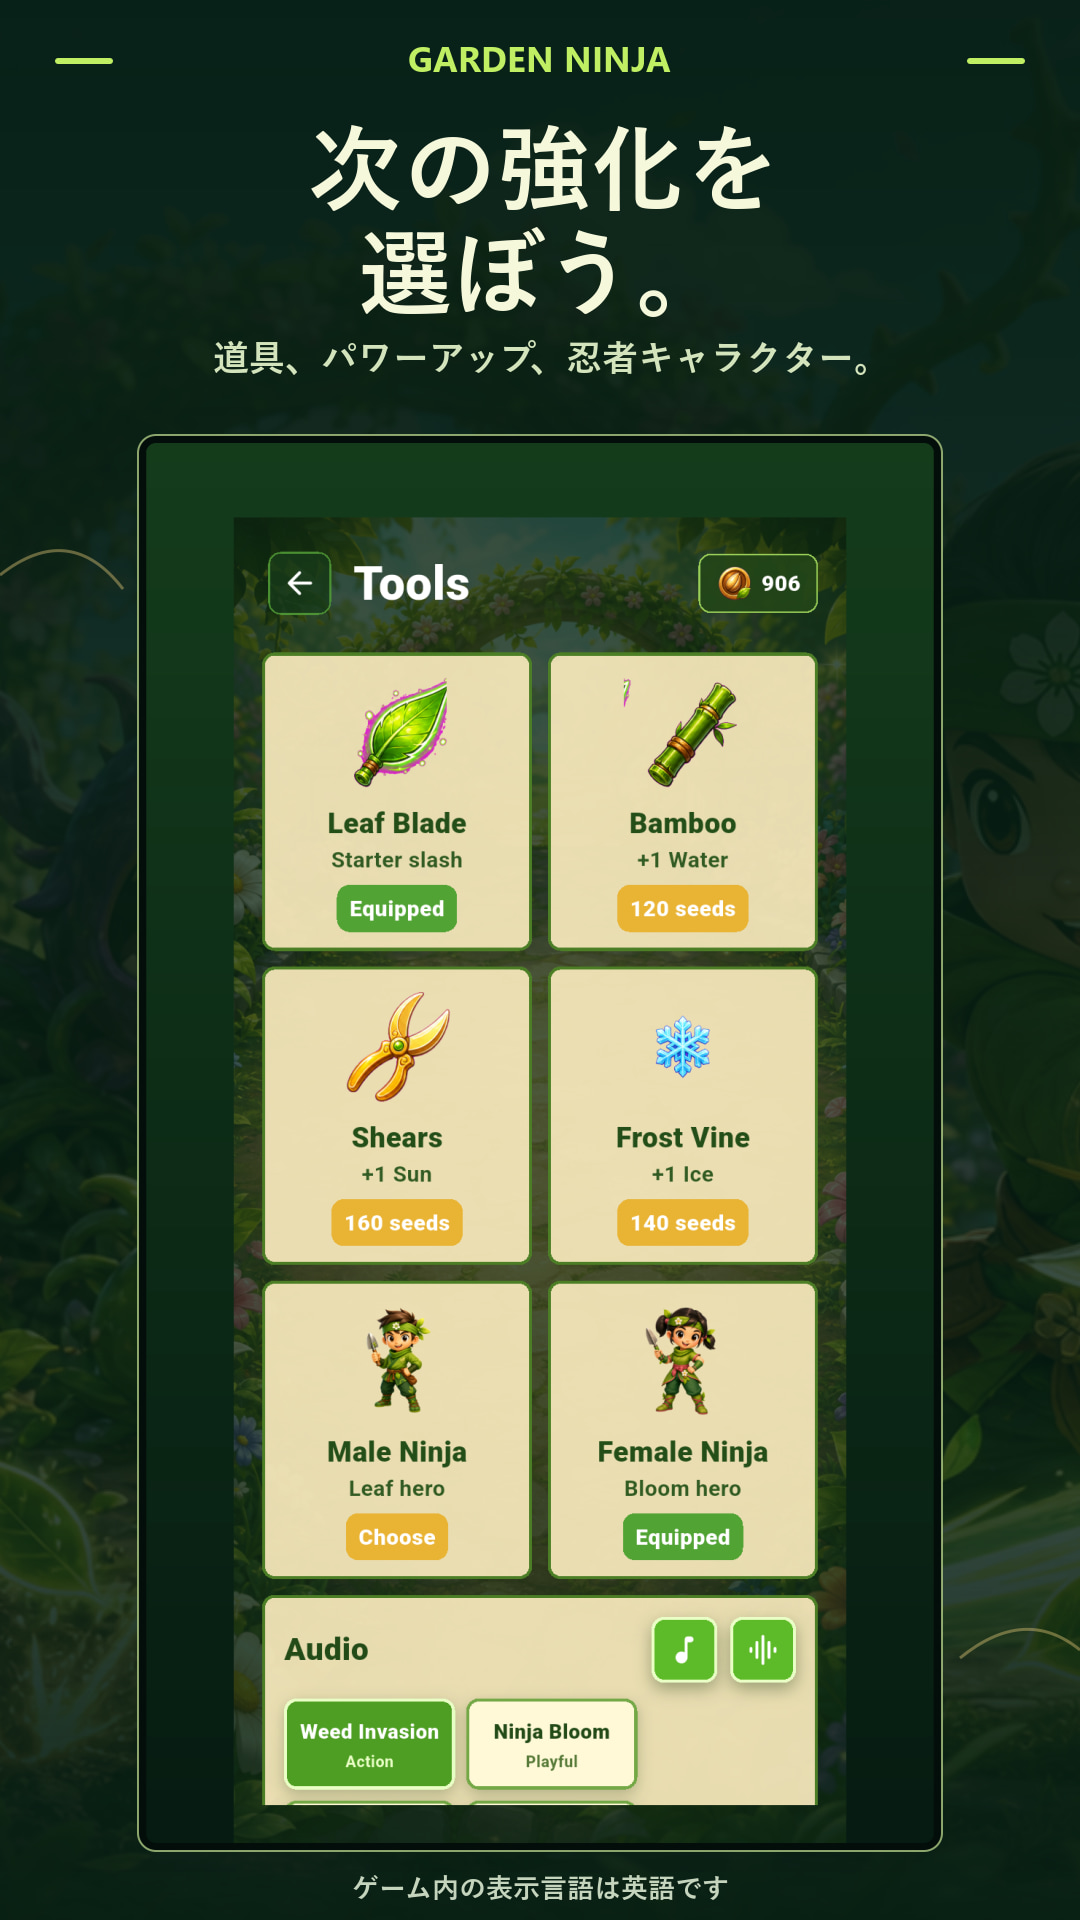 GARDEN NINJA
次の強化を
選ぼう。
道具、パワーアップ、忍者キャラクター。
Tools
906
Leaf Blade
Starter slash
Equipped
Bamboo
+1 Water
120 seeds
Shears
+1 Sun
160 seeds
Frost Vine
+1 Ice
140 seeds
Male Ninja
Leaf hero
Choose
Female Ninja
Bloom hero
Equipped
Audio
Weed Invasion
Action
Ninja Bloom
Playful
ゲーム内の表示言語は英語です